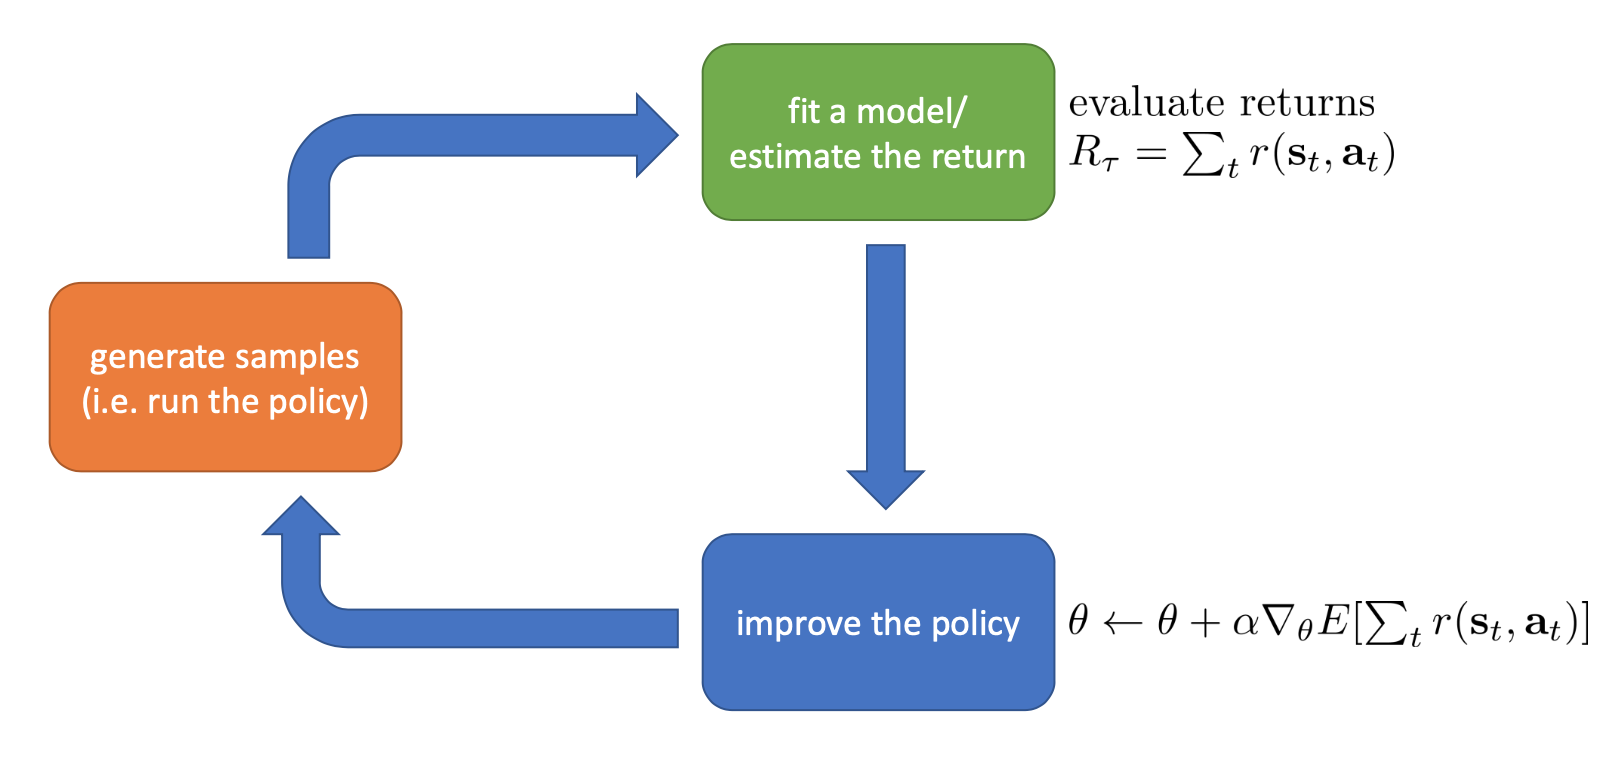 fit a model/
estimate the return
evaluate returns
$R_\tau = \sum_t r(\mathbf{s}_t, \mathbf{a}_t)$
generate samples
(i.e. run the policy)
improve the policy
$\theta \leftarrow \theta + \alpha \nabla_\theta E[\sum_t r(\mathbf{s}_t, \mathbf{a}_t)]$